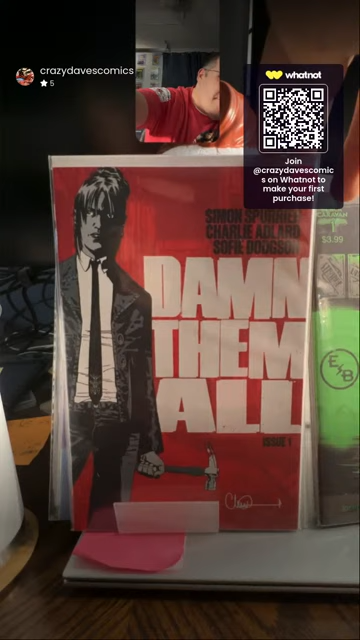 crazydavescomics
★ 5
whatnot
Join
@crazydavescomic
s on Whatnot to
make your first
purchase!
SIMON SPURRIER
CHARLIE ADLARD
SOFIE DODGSON
DAMN
THEM
ALL
ISSUE 1
$3.99
E/B